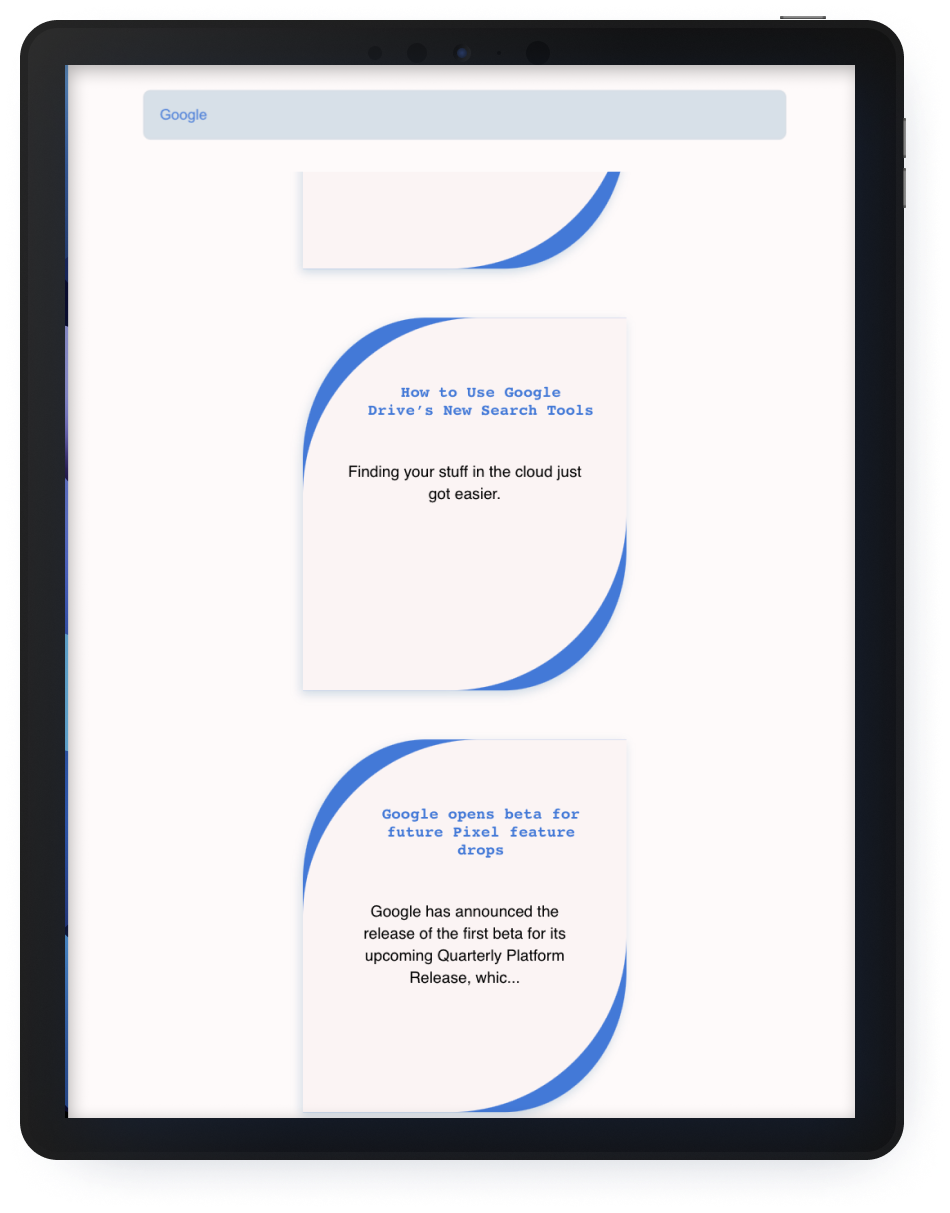 Google
How to Use Google
Drive’s New Search Tools
Finding your stuff in the cloud just
got easier.
Google opens beta for
future Pixel feature
drops
Google has announced the
release of the first beta for its
upcoming Quarterly Platform
Release, whic...